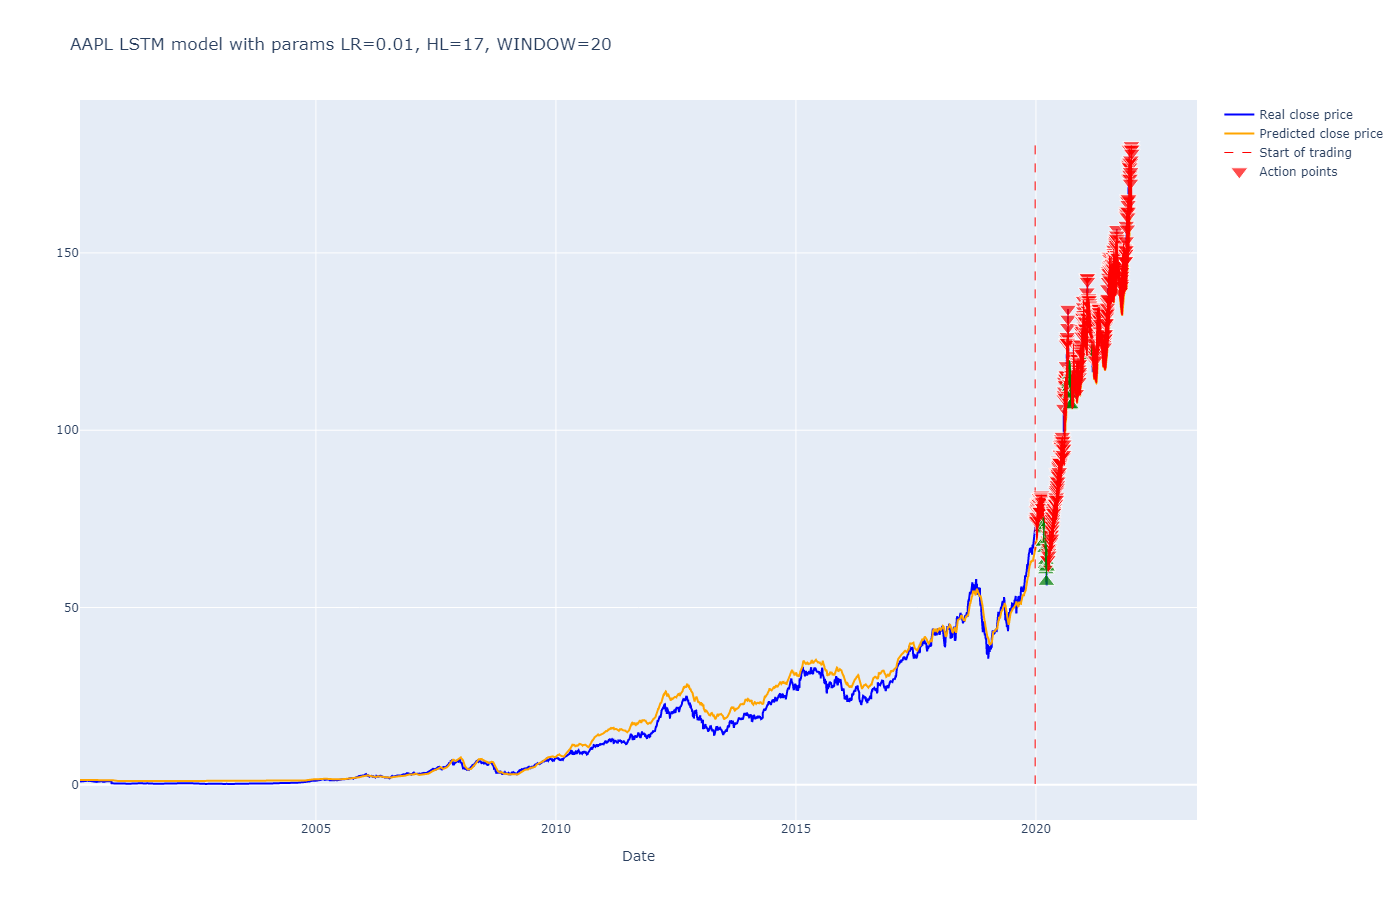 AAPL LSTM model with params LR=0.01, HL=17, WINDOW=20
Real close price
Predicted close price
Start of trading
Action points
150
100
50
0
2005
2010
2015
2020
Date